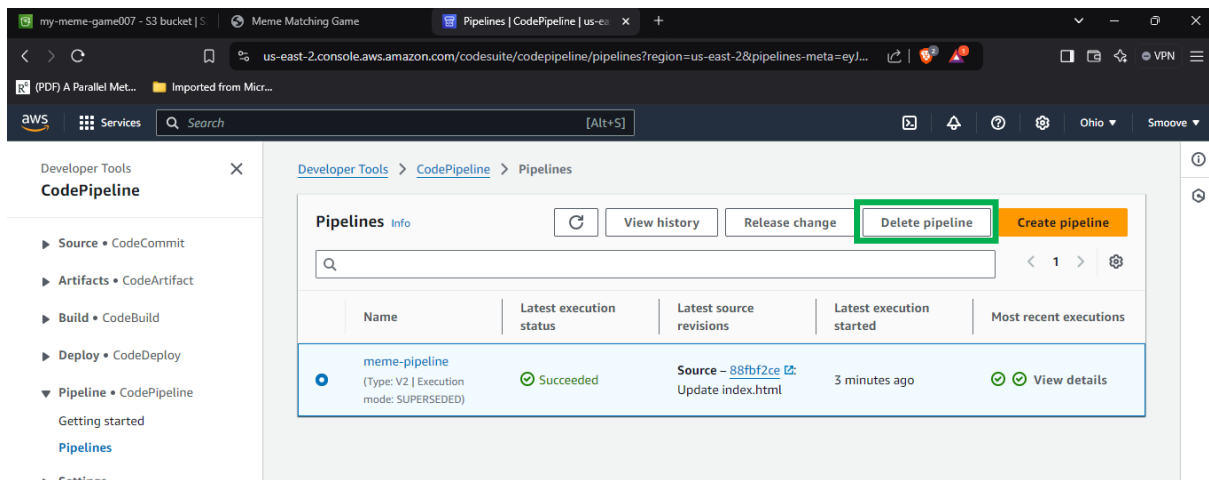 my-meme-game007 - S3 bucket | S
Meme Matching Game
Pipelines | CodePipeline | us-ea
us-east-2.console.aws.amazon.com/codesuite/codepipeline/pipelines?region=us-east-2&pipelines-meta=eyJ...
VPN
(PDF) A Parallel Met...
Imported from Micr...
aws
Services
Search
[Alt+S]
Ohio
Smoove
Developer Tools
CodePipeline
Source • CodeCommit
Artifacts • CodeArtifact
Build • CodeBuild
Deploy • CodeDeploy
Pipeline • CodePipeline
Getting started
Pipelines
Developer Tools > CodePipeline > Pipelines
Pipelines Info
View history
Release change
Delete pipeline
Create pipeline
< 1 >
Name
Latest execution
status
Latest source
revisions
Latest execution
started
Most recent executions
meme-pipeline
(Type: V2 | Execution
mode: SUPERSEDED)
Succeeded
Source – 88fbf2ce:
Update index.html
3 minutes ago
View details